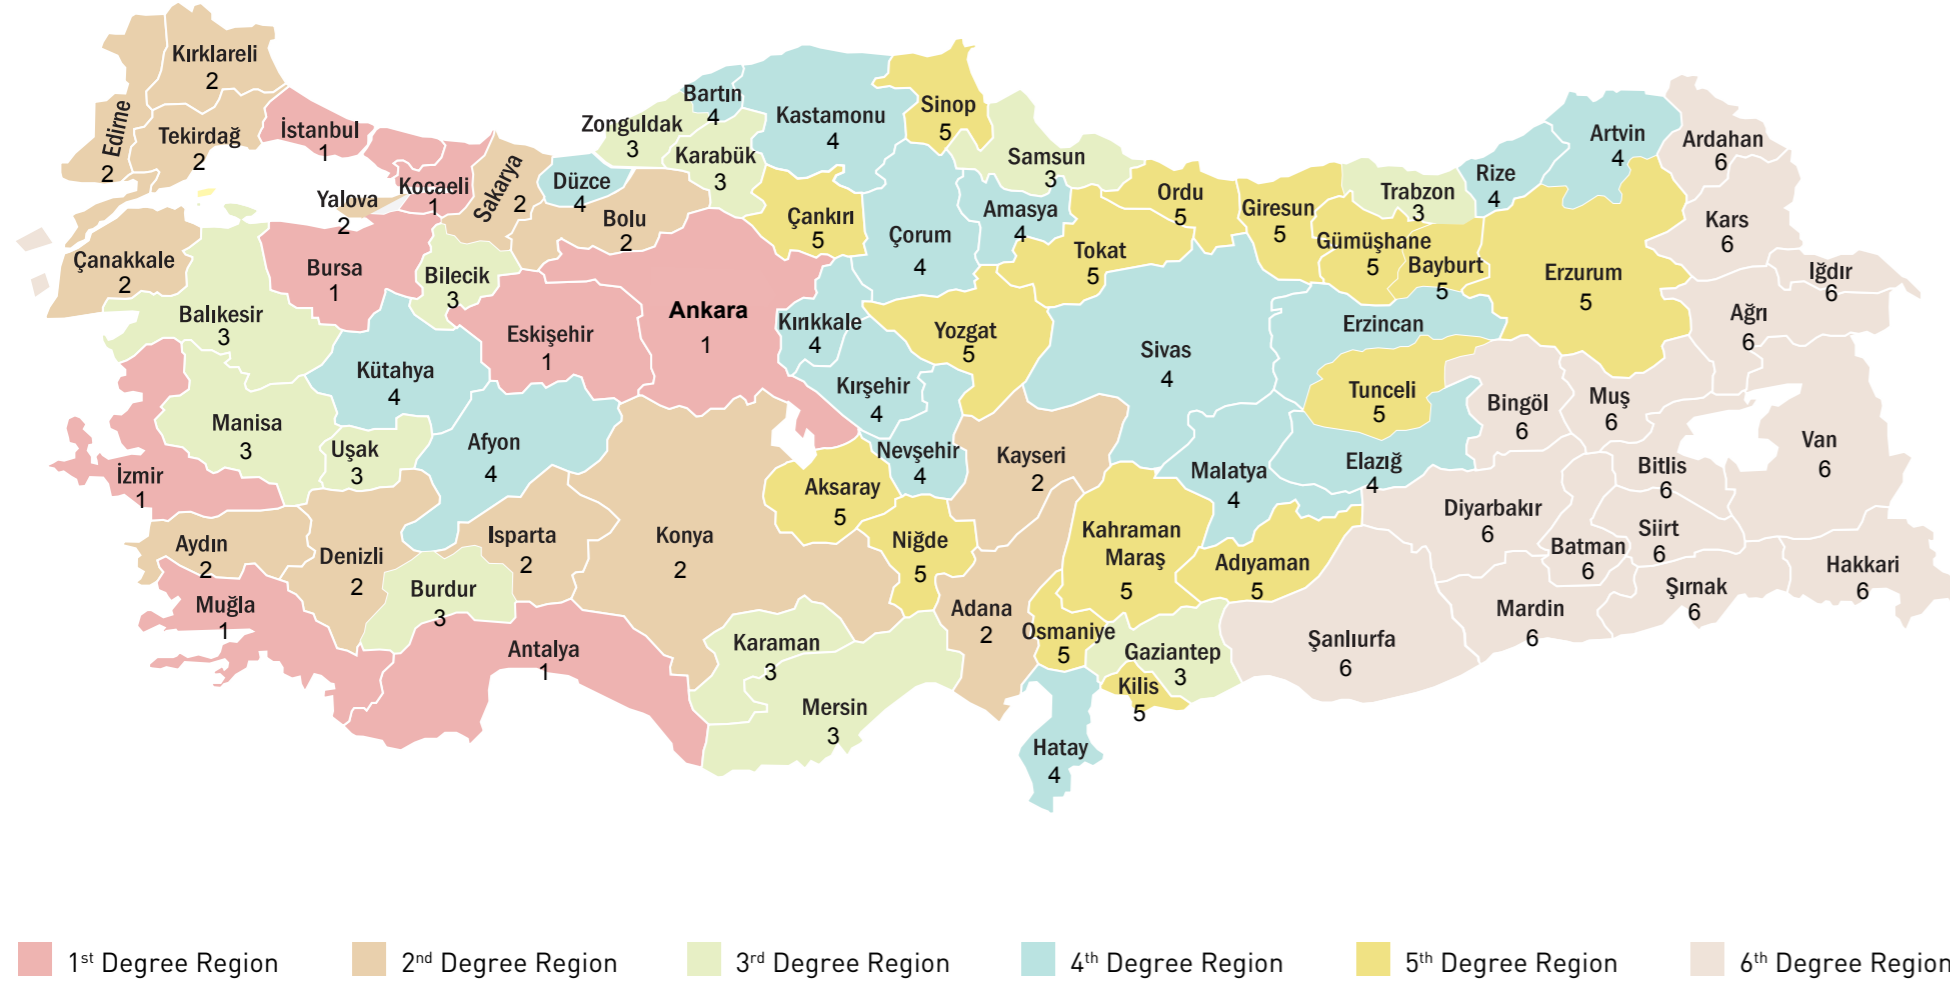 Kırklareli
2
Edirne
2
Tekirdağ
2
İstanbul
1
Yalova
2
Kocaeli
1
Sakarya
2
Düzce
4
Zonguldak
3
Bartın
4
Karabük
3
Kastamonu
4
Sinop
5
Samsun
3
Çankırı
5
Bolu
2
Çorum
4
Amasya
4
Ordu
5
Tokat
5
Giresun
5
Gümüşhane
5
Trabzon
3
Bayburt
5
Rize
4
Artvin
4
Ardahan
6
Kars
6
Iğdır
6
Erzurum
5
Ağrı
6
Çanakkale
2
Balıkesir
3
Bursa
1
Bilecik
3
Eskişehir
1
Ankara
1
Kırıkkale
4
Yozgat
5
Sivas
4
Erzincan
Kütahya
4
Kırşehir
4
Tunceli
5
Bingöl
6
Muş
6
Van
6
Manisa
3
Uşak
3
Afyon
4
Nevşehir
4
Kayseri
2
Malatya
4
Elazığ
4
Bitlis
6
İzmir
1
Aksaray
5
Diyarbakır
6
Siirt
6
Batman
6
Aydın
2
Denizli
2
Isparta
2
Konya
2
Niğde
5
Kahraman
Maraş
5
Adıyaman
5
Şırnak
6
Hakkari
6
Muğla
1
Burdur
3
Antalya
1
Karaman
3
Adana
2
Osmaniye
5
Gaziantep
3
Şanlıurfa
6
Mardin
6
Mersin
3
Kilis
5
Hatay
4
1st Degree Region
2nd Degree Region
3rd Degree Region
4th Degree Region
5th Degree Region
6th Degree Region